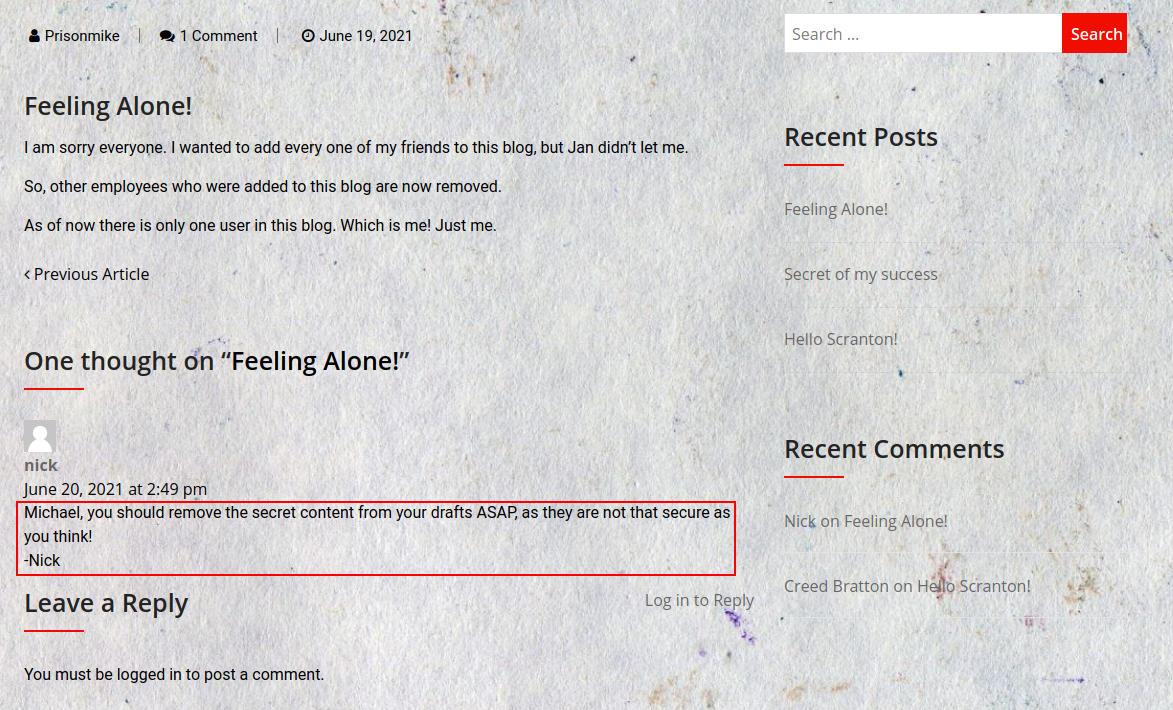 Prisonmike | 1 Comment | June 19, 2021
Feeling Alone!
I am sorry everyone. I wanted to add every one of my friends to this blog, but Jan didn’t let me.
So, other employees who were added to this blog are now removed.
As of now there is only one user in this blog. Which is me! Just me.
‹ Previous Article
One thought on “Feeling Alone!”
nick
June 20, 2021 at 2:49 pm
Michael, you should remove the secret content from your drafts ASAP, as they are not that secure as
you think!
-Nick
Leave a Reply
Log in to Reply
You must be logged in to post a comment.
Search ...
Search
Recent Posts
Feeling Alone!
Secret of my success
Hello Scranton!
Recent Comments
Nick on Feeling Alone!
Creed Bratton on Hello Scranton!